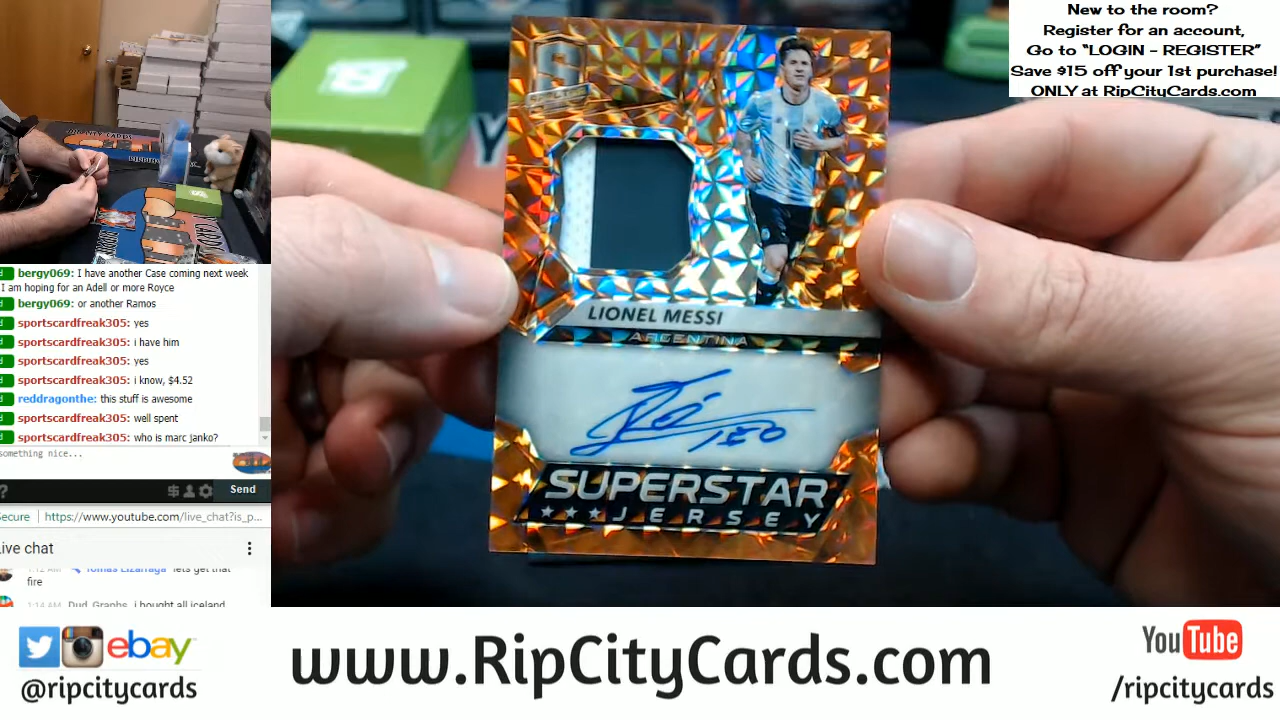 New to the room?
Register for an account,
Go to "LOGIN - REGISTER"
Save $15 off your 1st purchase!
ONLY at RipCityCards.com
bergy069: I have another Case coming next week
I am hoping for an Adell or more Royce
bergy069: or another Ramos
sportscardfreak305: yes
sportscardfreak305: i have him
sportscardfreak305: yes
sportscardfreak305: i know, $4.52
reddragonthe: this stuff is awesome
sportscardfreak305: well spent
sportscardfreak305: who is marc janko?
something nice...
Send
https://www.youtube.com/live_chat?is_p...
chat
Tomas Lizarraga lets get that
fire
1:14 AM Dud_Graphs i bought all iceland
LIONEL MESSI
ARGENTINA
SUPERSTAR
JERSEY
ebay
@ripcitycards
www.RipCityCards.com
YouTube
/ripcitycards